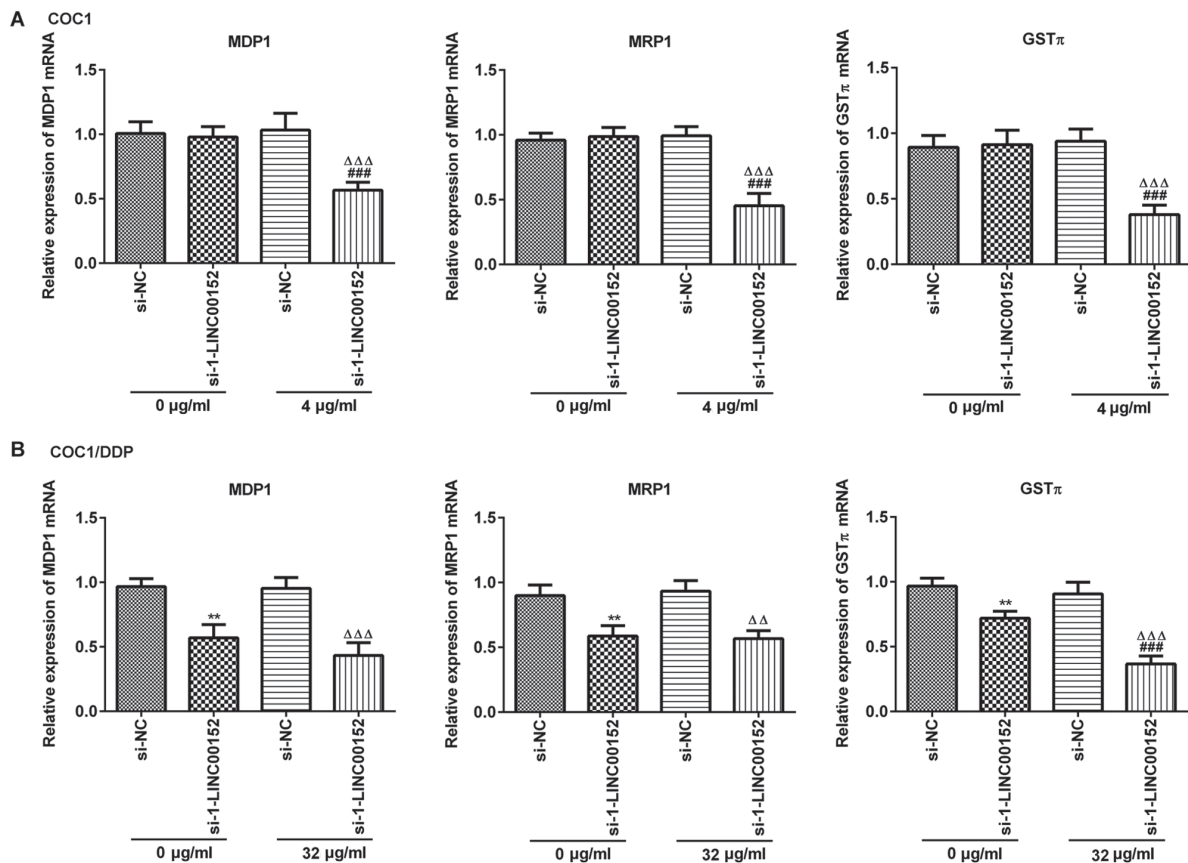 A COC1
MDP1
Relative expression of MDP1 mRNA
1.5
1.0
0.5
0.0
ΔΔΔ
###
si-NC
si-1-LINC00152
si-NC
si-1-LINC00152
0 µg/ml
4 µg/ml
MRP1
Relative expression of MRP1 mRNA
1.5
1.0
0.5
0.0
ΔΔΔ
###
si-NC
si-1-LINC00152
si-NC
si-1-LINC00152
0 µg/ml
4 µg/ml
GSTπ
Relative expression of GSTπ mRNA
1.5
1.0
0.5
0.0
ΔΔΔ
###
si-NC
si-1-LINC00152
si-NC
si-1-LINC00152
0 µg/ml
4 µg/ml
B COC1/DDP
MDP1
Relative expression of MDP1 mRNA
1.5
1.0
0.5
0.0
**
ΔΔΔ
si-NC
si-1-LINC00152
si-NC
si-1-LINC00152
0 µg/ml
32 µg/ml
MRP1
Relative expression of MRP1 mRNA
1.5
1.0
0.5
0.0
**
ΔΔ
si-NC
si-1-LINC00152
si-NC
si-1-LINC00152
0 µg/ml
32 µg/ml
GSTπ
Relative expression of GSTπ mRNA
1.5
1.0
0.5
0.0
**
ΔΔΔ
###
si-NC
si-1-LINC00152
si-NC
si-1-LINC00152
0 µg/ml
32 µg/ml